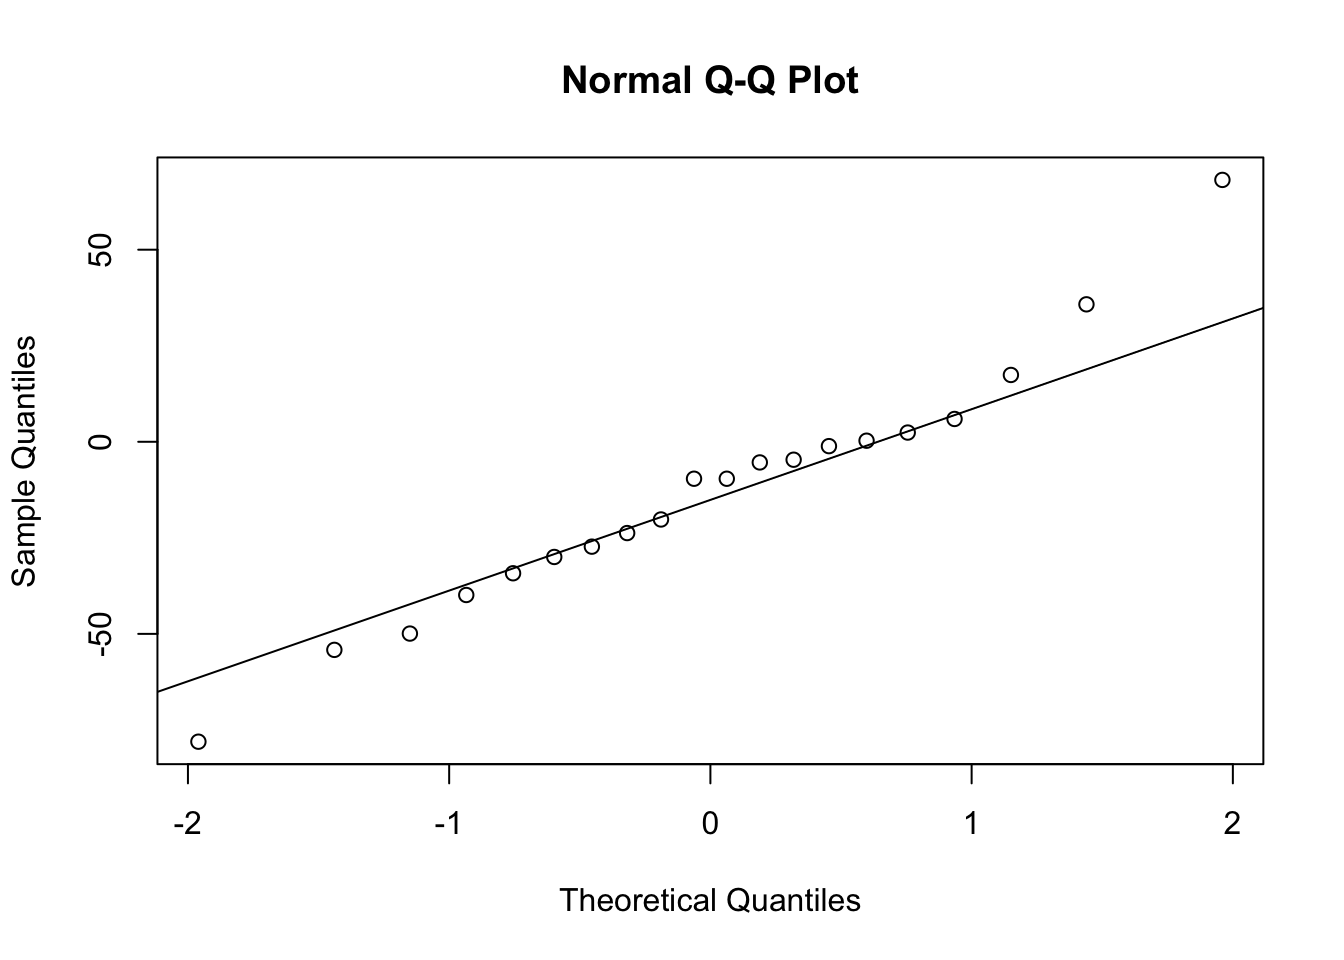 Normal Q-Q Plot
Sample Quantiles
50
0
-50
-2 -1 0 1 2
Theoretical Quantiles